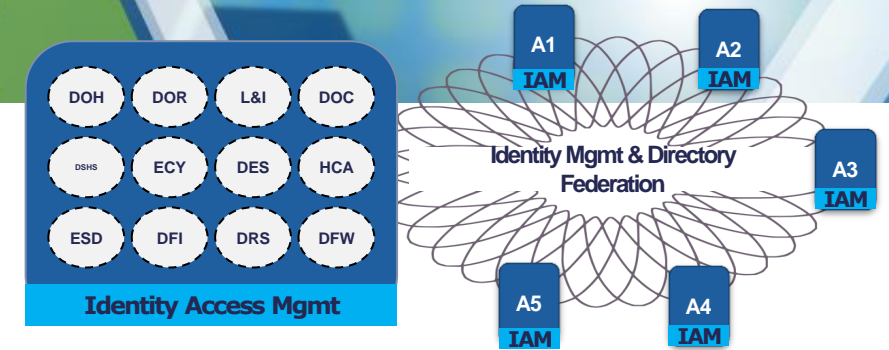 DOH DOR L&I DOC
DSHS ECY DES HCA
ESD DFI DRS DFW
Identity Access Mgmt
A1
IAM
A2
IAM
Identity Mgmt & Directory
Federation
A3
IAM
A5
IAM
A4
IAM